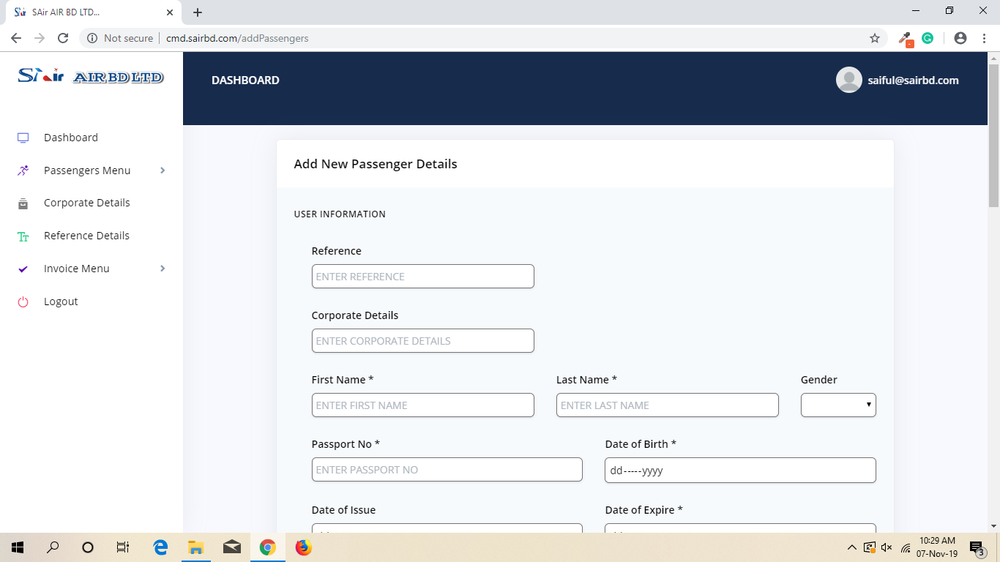 SAir AIR BD LTD...
Not secure
cmd.sairbd.com/addPassengers
SAir AIR BD LTD
DASHBOARD
saiful@sairbd.com
Dashboard
Passengers Menu
Corporate Details
Reference Details
Invoice Menu
Logout
Add New Passenger Details
USER INFORMATION
Reference
ENTER REFERENCE
Corporate Details
ENTER CORPORATE DETAILS
First Name * Last Name * Gender
ENTER FIRST NAME ENTER LAST NAME
Passport No * Date of Birth *
ENTER PASSPORT NO dd-----yyyy
Date of Issue Date of Expire *
10:29 AM
07-Nov-19
3